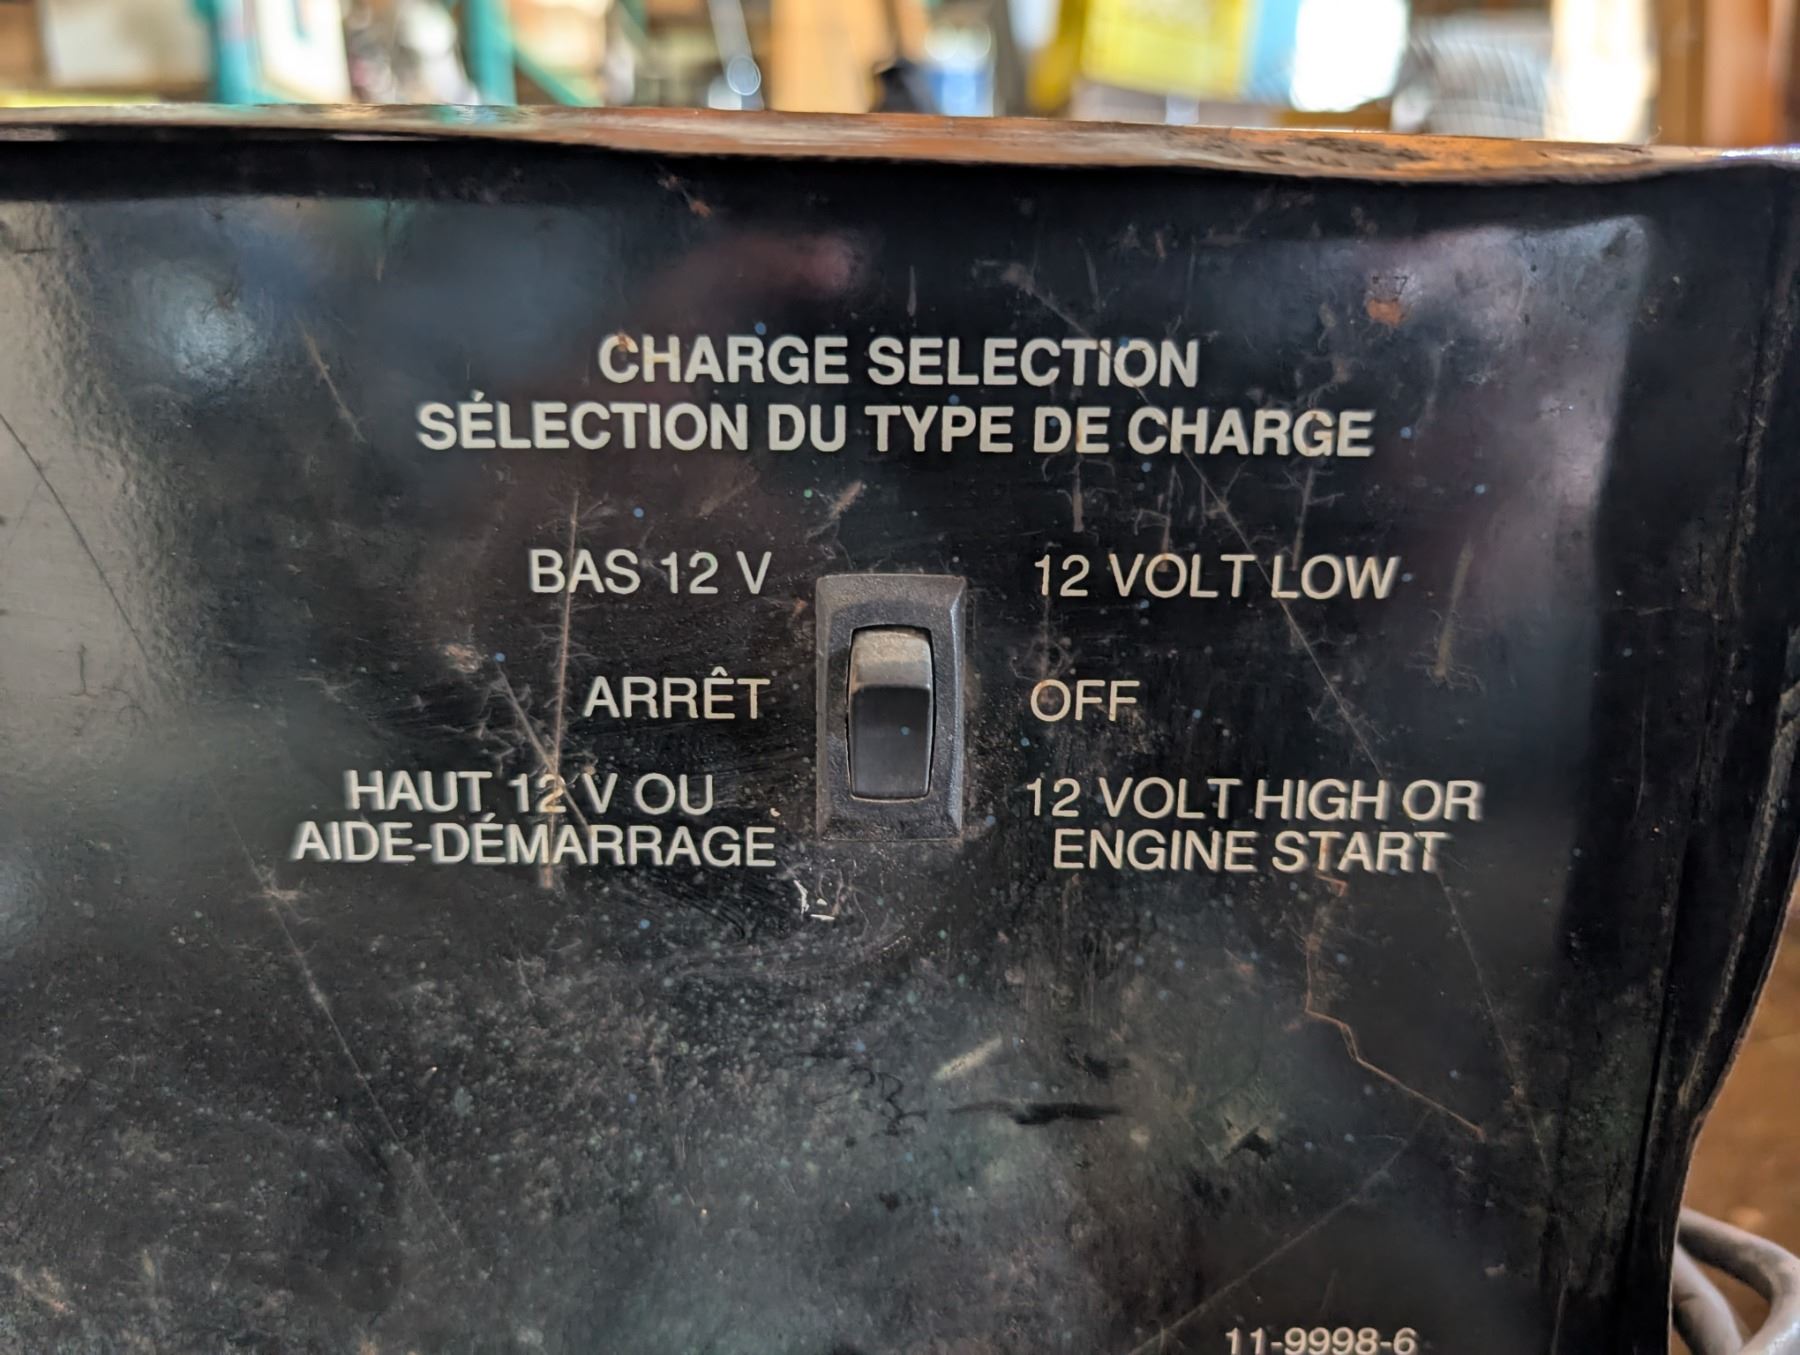 CHARGE SELECTION
SÉLECTION DU TYPE DE CHARGE
BAS 12 V
12 VOLT LOW
ARRÊT
OFF
HAUT 12 V OU
AIDE-DÉMARRAGE
12 VOLT HIGH OR
ENGINE START
11-9998-6